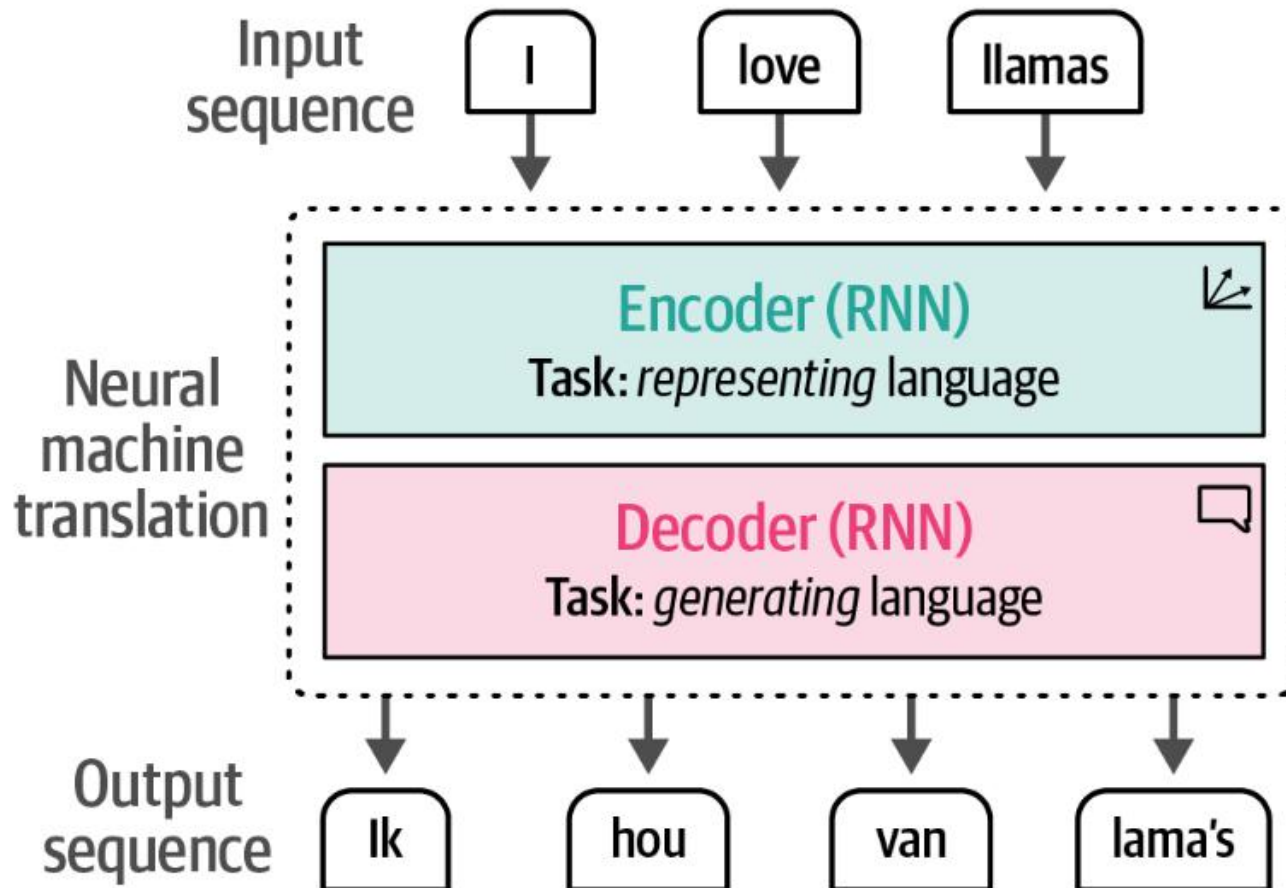 Input
sequence
I
love
llamas
Neural
machine
translation
Encoder (RNN)
Task: representing language
Decoder (RNN)
Task: generating language
Output
sequence
Ik
hou
van
lama's